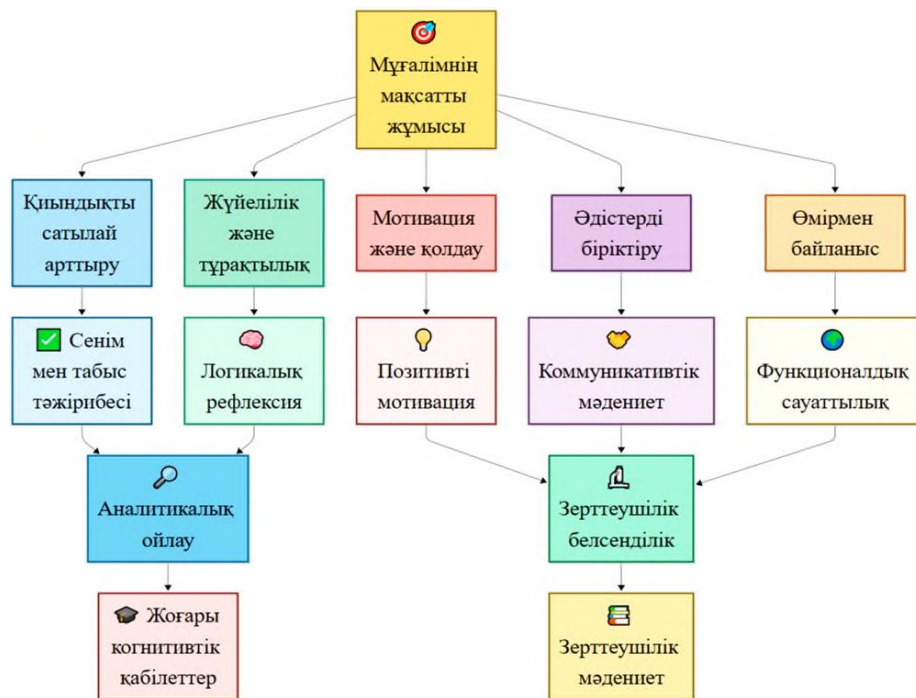 Мұғалімнің
мақсатты
жұмысы
Қиындықты
сатылай
арттыру
Жүйелілік
және
тұрақтылық
Мотивация
және қолдау
Әдістерді
біріктіру
Өмірмен
байланыс
Сенім
мен табыс
тәжірибесі
Логикалық
рефлексия
Позитивті
мотивация
Коммуникативтік
мәдениет
Функционалдық
сауаттылық
Аналитикалық
ойлау
Зерттеушілік
белсенділік
Жоғары
когнитивтік
қабілеттер
Зерттеушілік
мәдениет